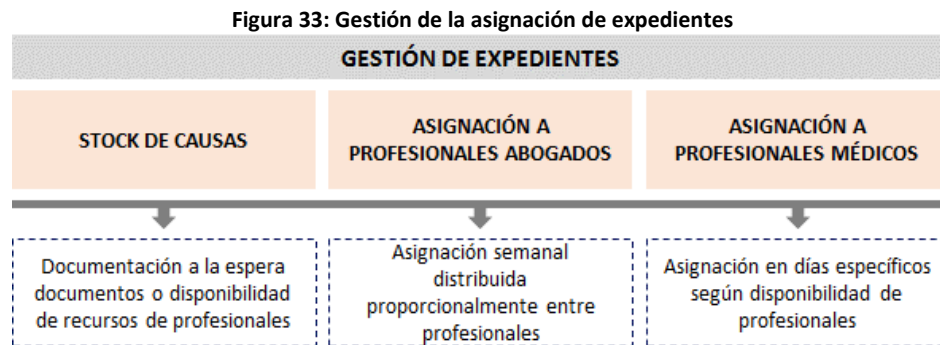 Figura 33: Gestión de la asignación de expedientes
GESTIÓN DE EXPEDIENTES
STOCK DE CAUSAS
ASIGNACIÓN A
PROFESIONALES ABOGADOS
ASIGNACIÓN A
PROFESIONALES MÉDICOS
Documentación a la espera
documentos o disponibilidad
de recursos de profesionales
Asignación semanal
distribuida
proporcionalmente entre
profesionales
Asignación en días específicos
según disponibilidad de
profesionales